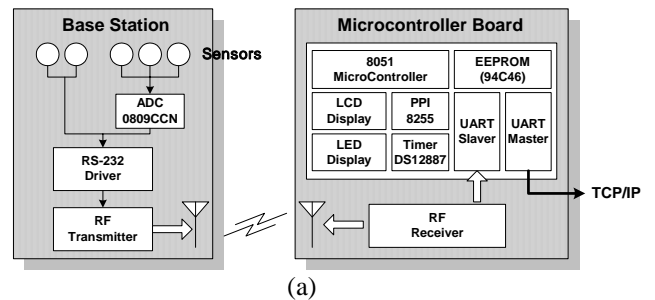 Base Station
Sensors
ADC
0809CCN
RS-232
Driver
RF
Transmitter
Microcontroller Board
8051
MicroController
EEPROM
(94C46)
LCD
Display
PPI
8255
UART
Slaver
UART
Master
LED
Display
Timer
DS12887
TCP/IP
RF
Receiver
(a)